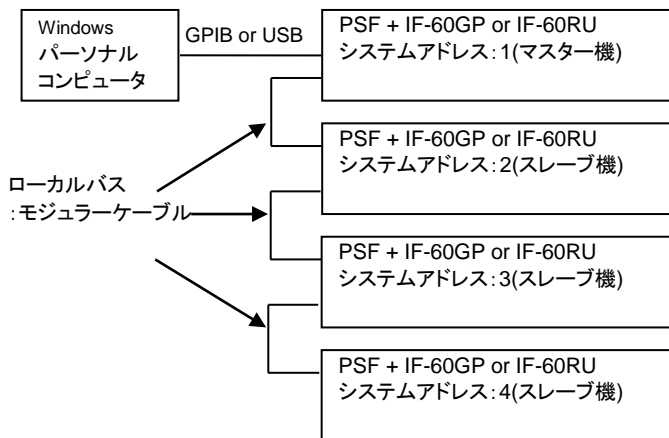 Windows
パーソナル
コンピュータ
GPIB or USB
PSF + IF-60GP or IF-60RU
システムアドレス:1(マスター機)
PSF + IF-60GP or IF-60RU
システムアドレス:2(スレーブ機)
ローカルバス
:モジュラーケーブル
PSF + IF-60GP or IF-60RU
システムアドレス:3(スレーブ機)
PSF + IF-60GP or IF-60RU
システムアドレス:4(スレーブ機)